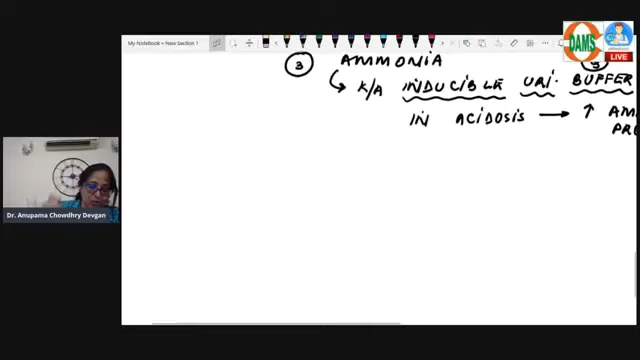 My Notebook > New Section 1
DAMS
LIVE
3 AMMONIA
K/A INDUCIBLE URI. BUFFER
IN ACIDOSIS → ↑ AM
PRO
Dr. Anupama Chowdhry Devgan